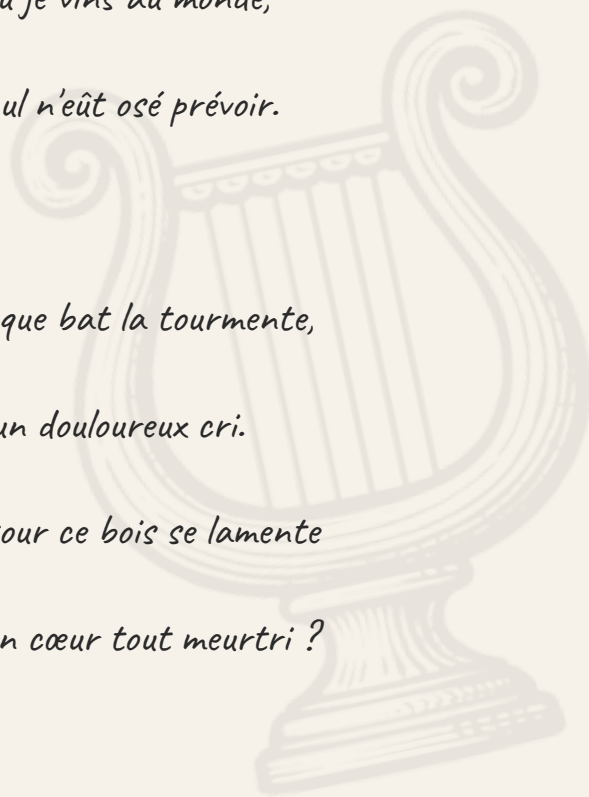 je vins au monde,
n'eût osé prévoir.
que bat la tourmente,
un douloureux cri.
ce bois se lamente
cœur tout meurtri ?